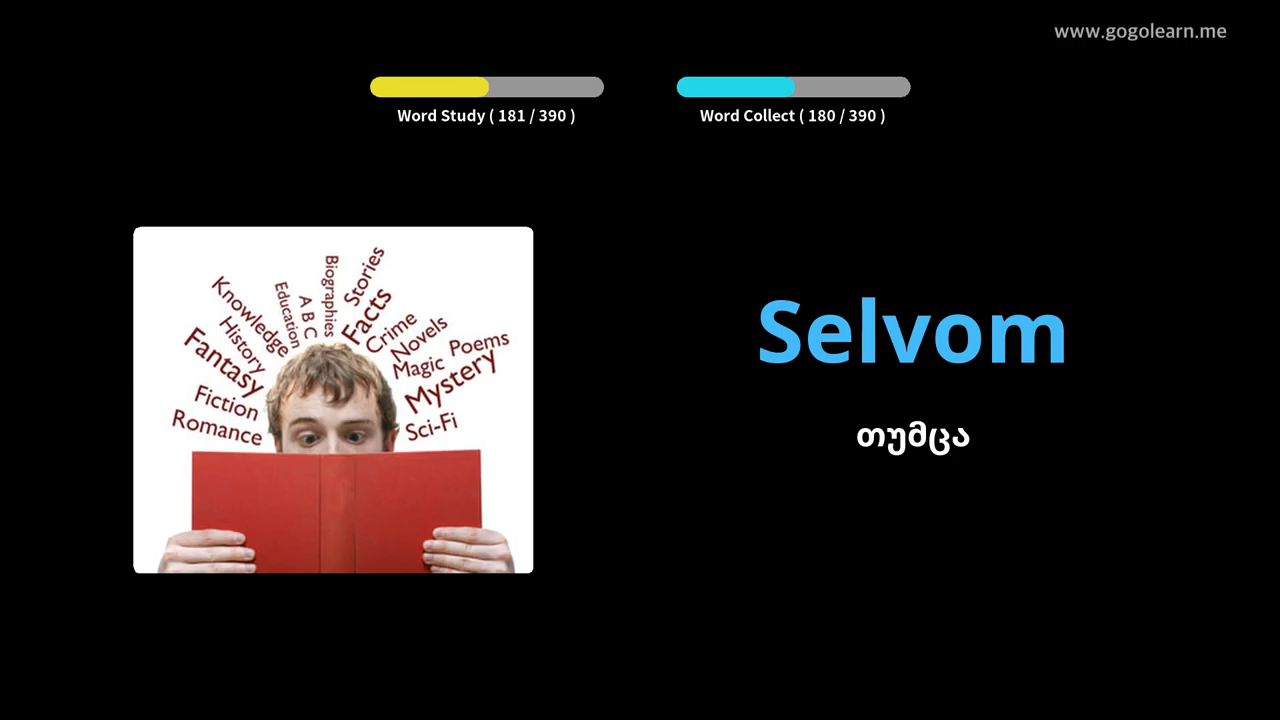 www.gogolearn.me
Word Study ( 181 / 390 )
Word Collect ( 180 / 390 )
Selvom
თუმცა
Knowledge
History
Fantasy
Fiction
Romance
Education
A B C
Biographies
Stories
Facts
Crime
Novels
Magic
Poems
Mystery
Sci-Fi